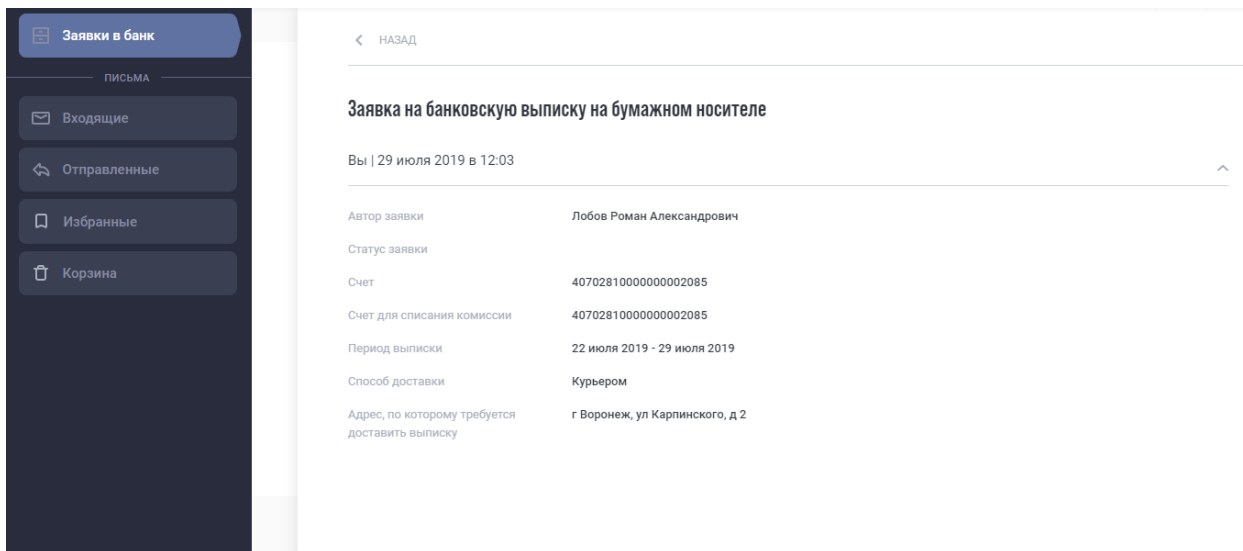 Заявки в банк
ПИСЬМА
Входящие
Отправленные
Избранные
Корзина
НАЗАД
Заявка на банковскую выписку на бумажном носителе
Вы | 29 июля 2019 в 12:03
Автор заявки Лобов Роман Александрович
Статус заявки
Счет 40702810000000002085
Счет для списания комиссии 40702810000000002085
Период выписки 22 июля 2019 - 29 июля 2019
Способ доставки Курьером
Адрес, по которому требуется г Воронеж, ул Карпинского, д 2
доставить выписку